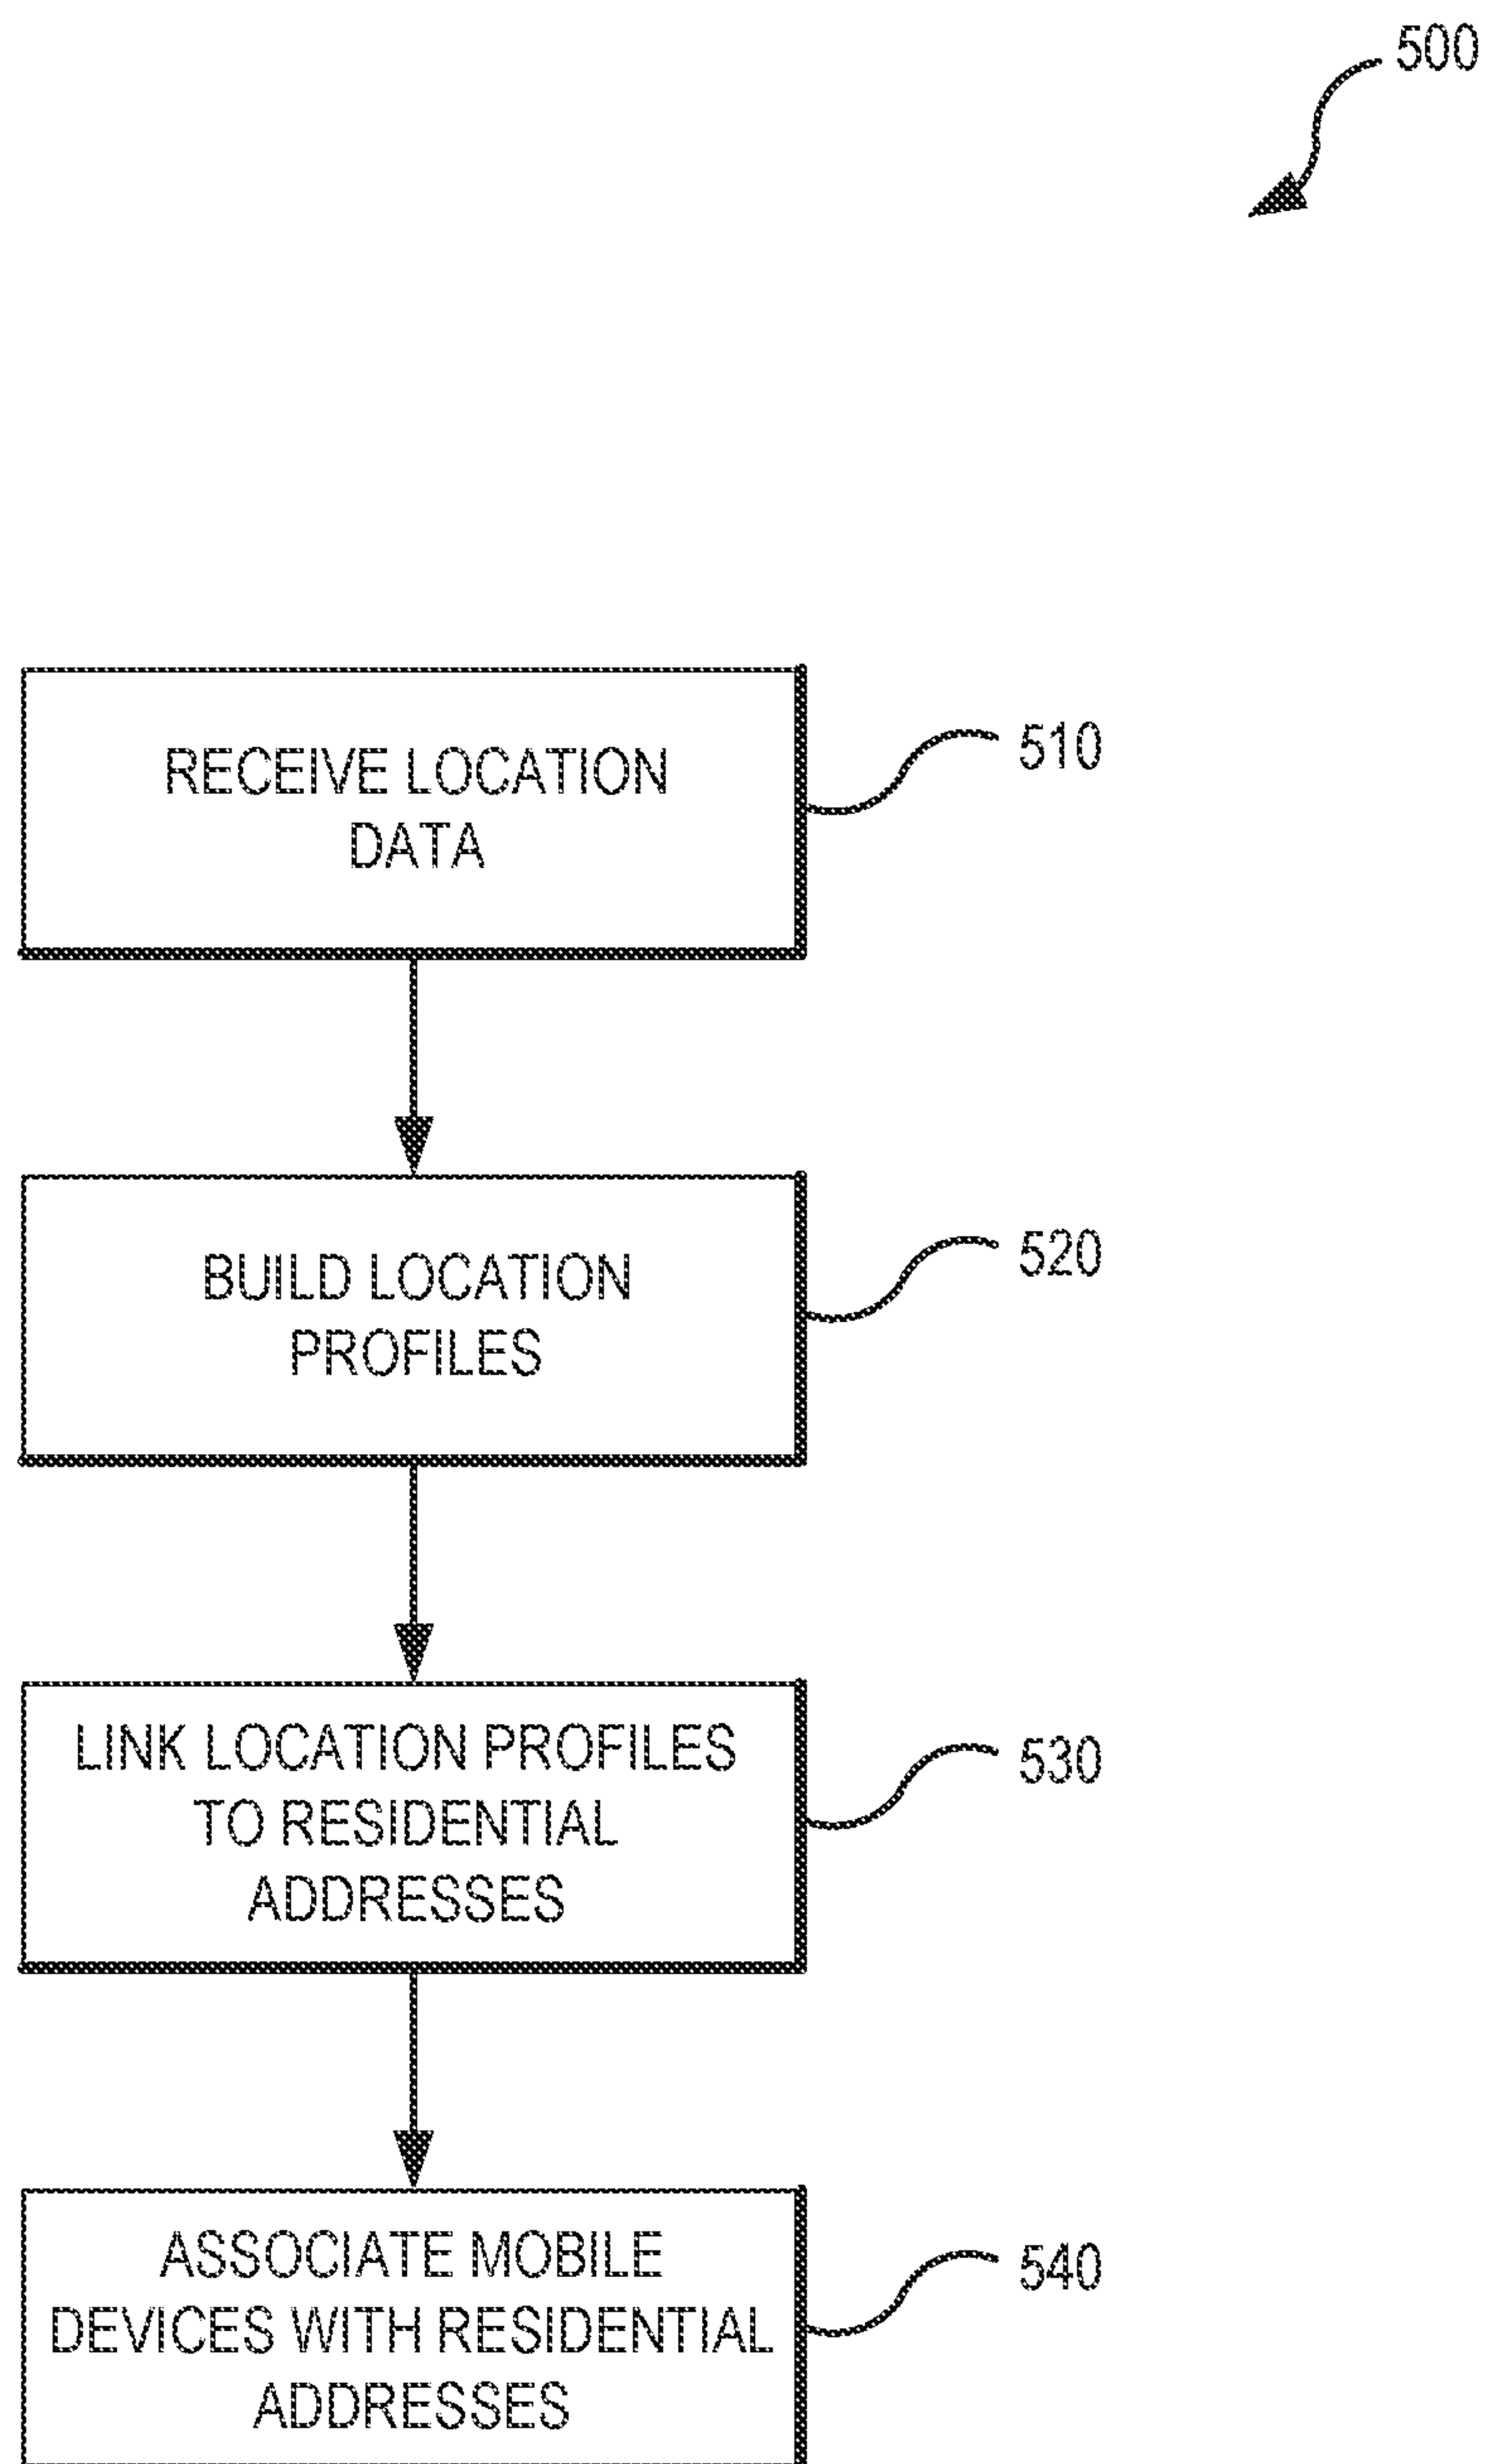 500
RECEIVE LOCATION
DATA
510
BUILD LOCATION
PROFILES
520
LINK LOCATION PROFILES
TO RESIDENTIAL
ADDRESSES
530
ASSOCIATE MOBILE
DEVICES WITH RESIDENTIAL
ADDRESSES
540